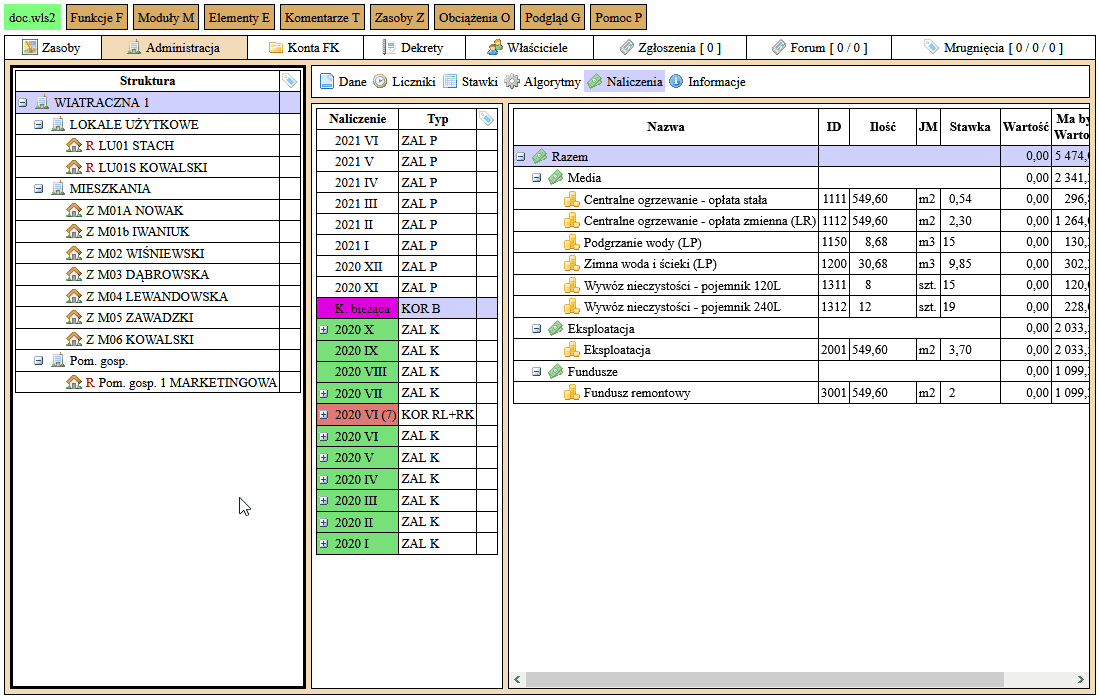 doc.wls2 Funkcje F Moduły M Elementy E Komentarze T Zasoby Z Obciążenia O Podgląd G Pomoc P
Zasoby Administracja Konta FK Dekrety Właściciele Zgłoszenia [ 0 ] Forum [ 0 / 0 ] Mrugnięcia [ 0 / 0 / 0 ]
Struktura
WIATRACZNA 1
LOKALE UŻYTKOWE
R LU01 STACH
R LU01S KOWALSKI
MIESZKANIA
Z M01A NOWAK
Z M01b IWANIUK
Z M02 WIŚNIEWSKI
Z M03 DĄBROWSKA
Z M04 LEWANDOWSKA
Z M05 ZAWADZKI
Z M06 KOWALSKI
Pom. gosp.
R Pom. gosp. 1 MARKETINGOWA
Dane Liczniki Stawki Algorytmy Naliczenia Informacje
Naliczenie Typ
2021 VI ZAL P
2021 V ZAL P
2021 IV ZAL P
2021 III ZAL P
2021 II ZAL P
2021 I ZAL P
2020 XII ZAL P
2020 XI ZAL P
K. bieżąca KOR B
2020 X ZAL K
2020 IX ZAL K
2020 VIII ZAL K
2020 VII ZAL K
2020 VI (7) KOR RL+RK
2020 VI ZAL K
2020 V ZAL K
2020 IV ZAL K
2020 III ZAL K
2020 II ZAL K
2020 I ZAL K
Nazwa ID Ilość JM Stawka Wartość Ma by
Warto
Razem 0,00 5 474,
Media 0,00 2 341,
Centralne ogrzewanie - opłata stała 1111 549,60 m2 0,54 0,00 296,
Centralne ogrzewanie - opłata zmienna (LR) 1112 549,60 m2 2,30 0,00 1 264,
Podgrzanie wody (LP) 1150 8,68 m3 15 0,00 130,
Zimna woda i ścieki (LP) 1200 30,68 m3 9,85 0,00 302,
Wywóz nieczystości - pojemnik 120L 1311 8 szt. 15 0,00 120,
Wywóz nieczystości - pojemnik 240L 1312 12 szt. 19 0,00 228,
Eksploatacja 0,00 2 033,
Eksploatacja 2001 549,60 m2 3,70 0,00 2 033,
Fundusze 0,00 1 099,
Fundusz remontowy 3001 549,60 m2 2 0,00 1 099,